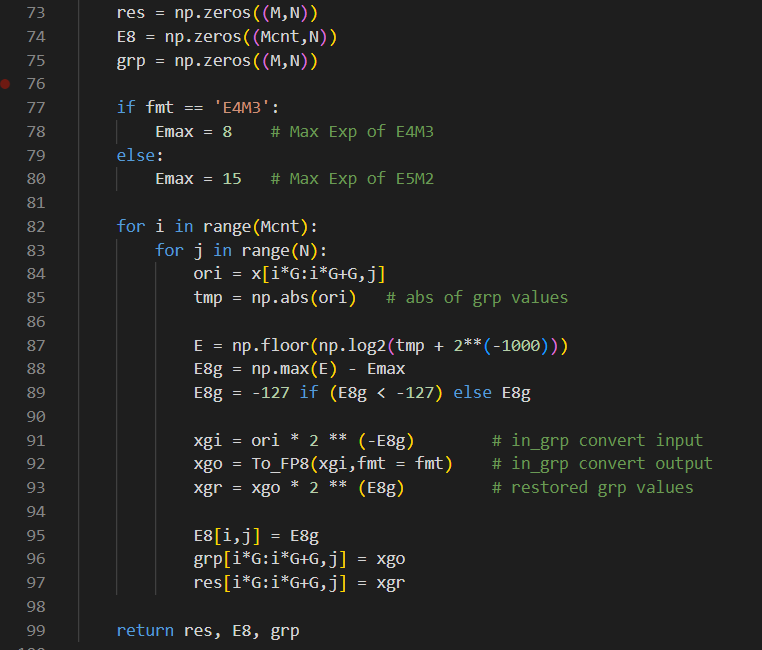 73 res = np.zeros((M,N))
74 E8 = np.zeros((Mcnt,N))
75 grp = np.zeros((M,N))
76
77 if fmt == 'E4M3':
78 Emax = 8 # Max Exp of E4M3
79 else:
80 Emax = 15 # Max Exp of E5M2
81
82 for i in range(Mcnt):
83 for j in range(N):
84 ori = x[i*G:i*G+G,j]
85 tmp = np.abs(ori) # abs of grp values
86
87 E = np.floor(np.log2(tmp + 2**(-1000)))
88 E8g = np.max(E) - Emax
89 E8g = -127 if (E8g < -127) else E8g
90
91 xgi = ori * 2 ** (-E8g) # in_grp convert input
92 xgo = To_FP8(xgi,fmt = fmt) # in_grp convert output
93 xgr = xgo * 2 ** (E8g) # restored grp values
94
95 E8[i,j] = E8g
96 grp[i*G:i*G+G,j] = xgo
97 res[i*G:i*G+G,j] = xgr
98
99 return res, E8, grp